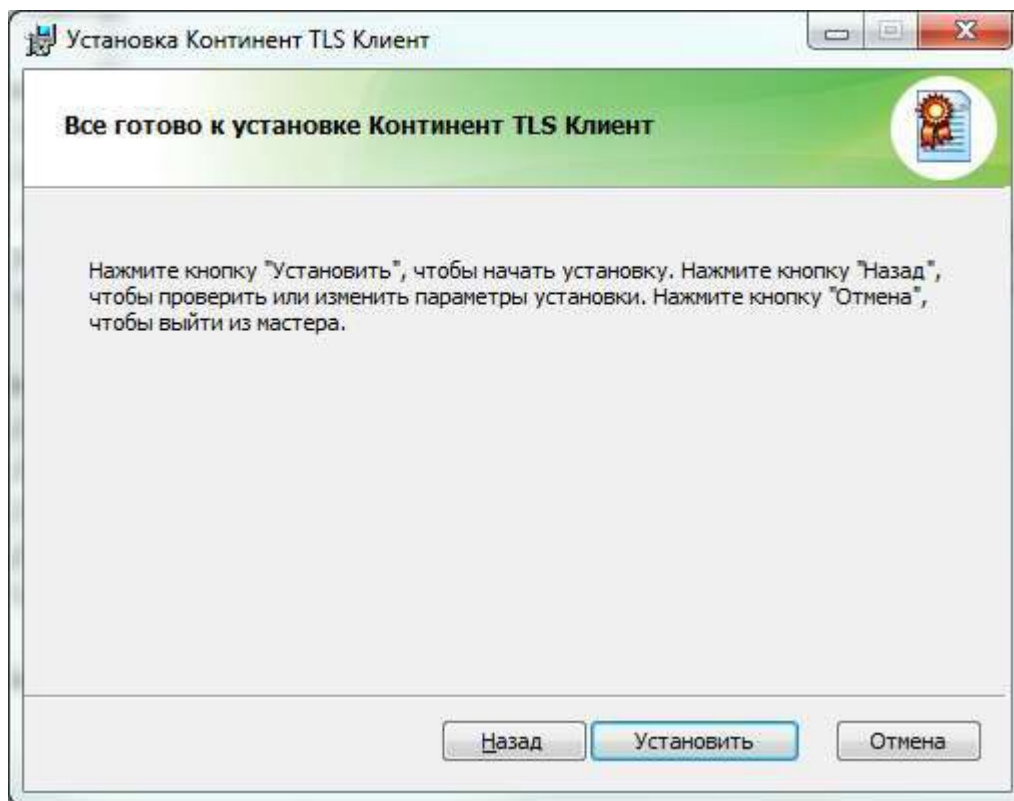 Установка Континент TLS Клиент
Все готово к установке Континент TLS Клиент
Нажмите кнопку "Установить", чтобы начать установку. Нажмите кнопку "Назад",
чтобы проверить или изменить параметры установки. Нажмите кнопку "Отмена",
чтобы выйти из мастера.
Назад
Установить
Отмена